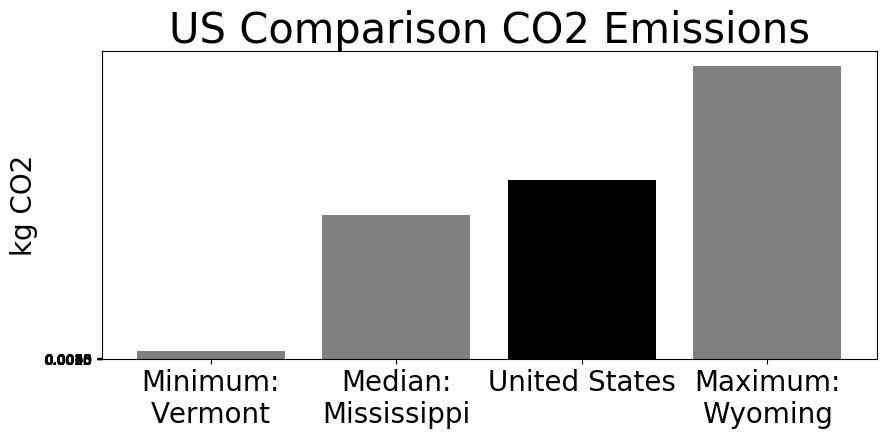 US Comparison CO2 Emissions
kg CO2
Minimum:
Vermont
Median:
Mississippi
United States
Maximum:
Wyoming